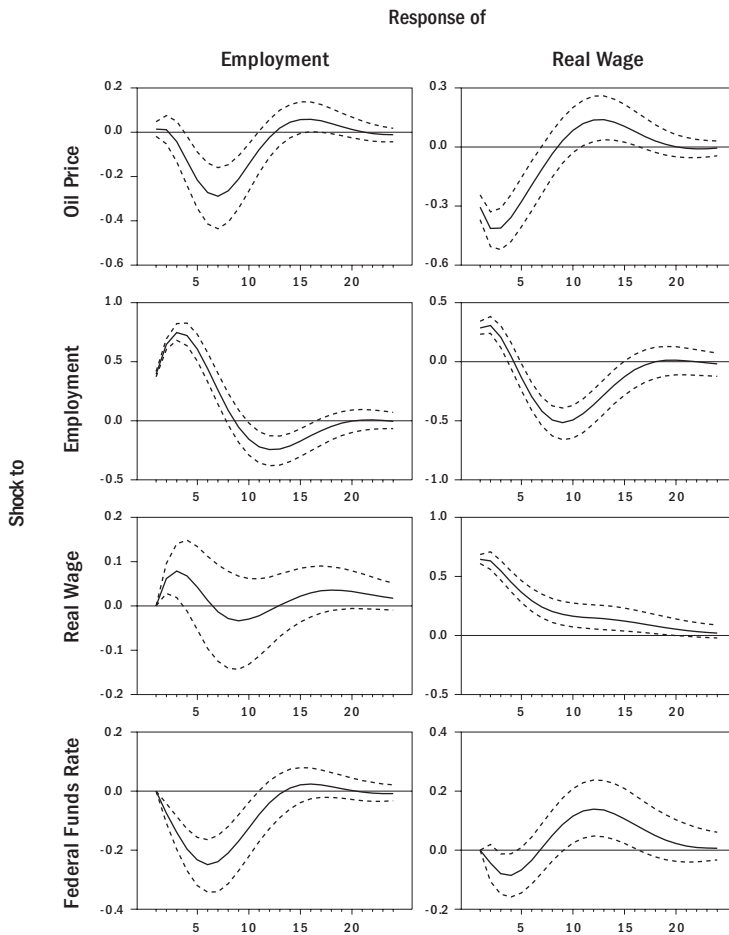 Response of
Employment
Real Wage
Shock to
Oil Price
0.2
0.0
-0.2
-0.4
-0.6
5 10 15 20
0.3
0.0
-0.3
-0.6
5 10 15 20
Employment
1.0
0.5
0.0
-0.5
5 10 15 20
0.5
0.0
-0.5
-1.0
5 10 15 20
Real Wage
0.2
0.1
0.0
-0.1
-0.2
5 10 15 20
1.0
0.5
0.0
-0.5
5 10 15 20
Federal Funds Rate
0.2
0.0
-0.2
-0.4
5 10 15 20
0.4
0.2
0.0
-0.2
5 10 15 20